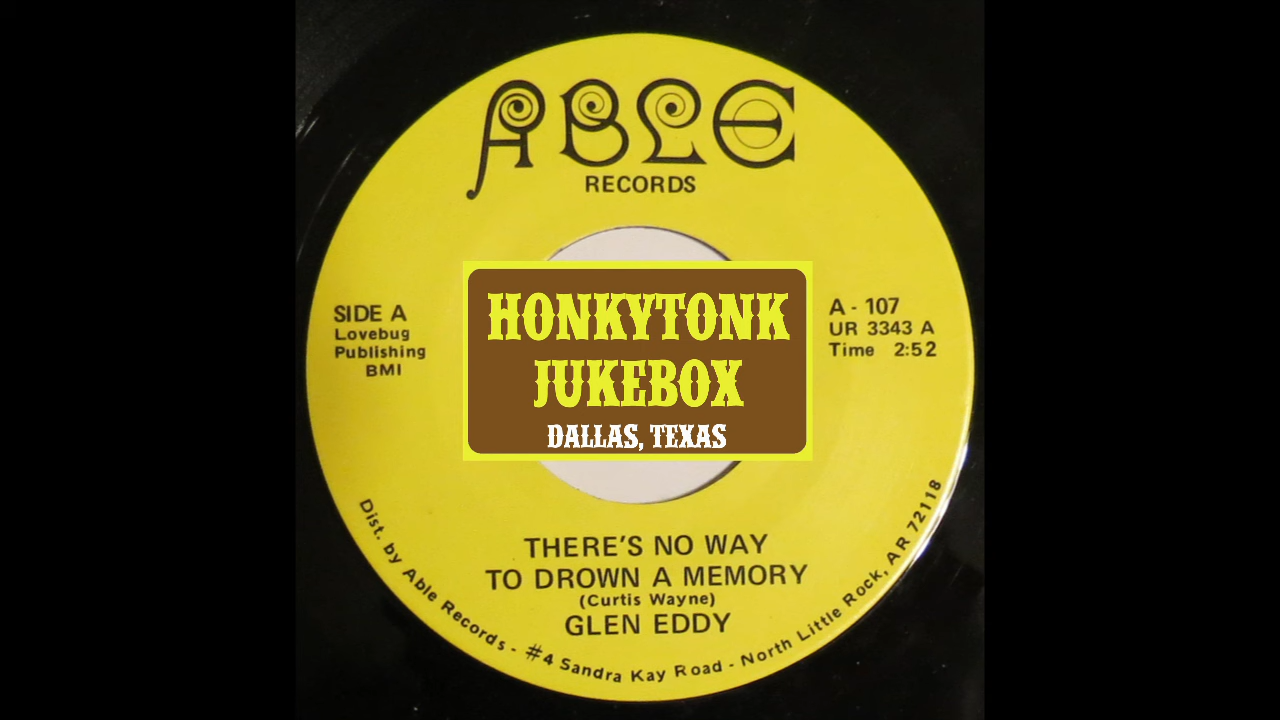 ABLE
RECORDS
SIDE A
Lovebug
Publishing
BMI
HONKYTONK
JUKEBOX
DALLAS, TEXAS
A - 107
UR 3343 A
Time 2:52
THERE'S NO WAY
TO DROWN A MEMORY
(Curtis Wayne)
GLEN EDDY
Dist. by Able Records - #4 Sandra Kay Road - North Little Rock, AR 72118